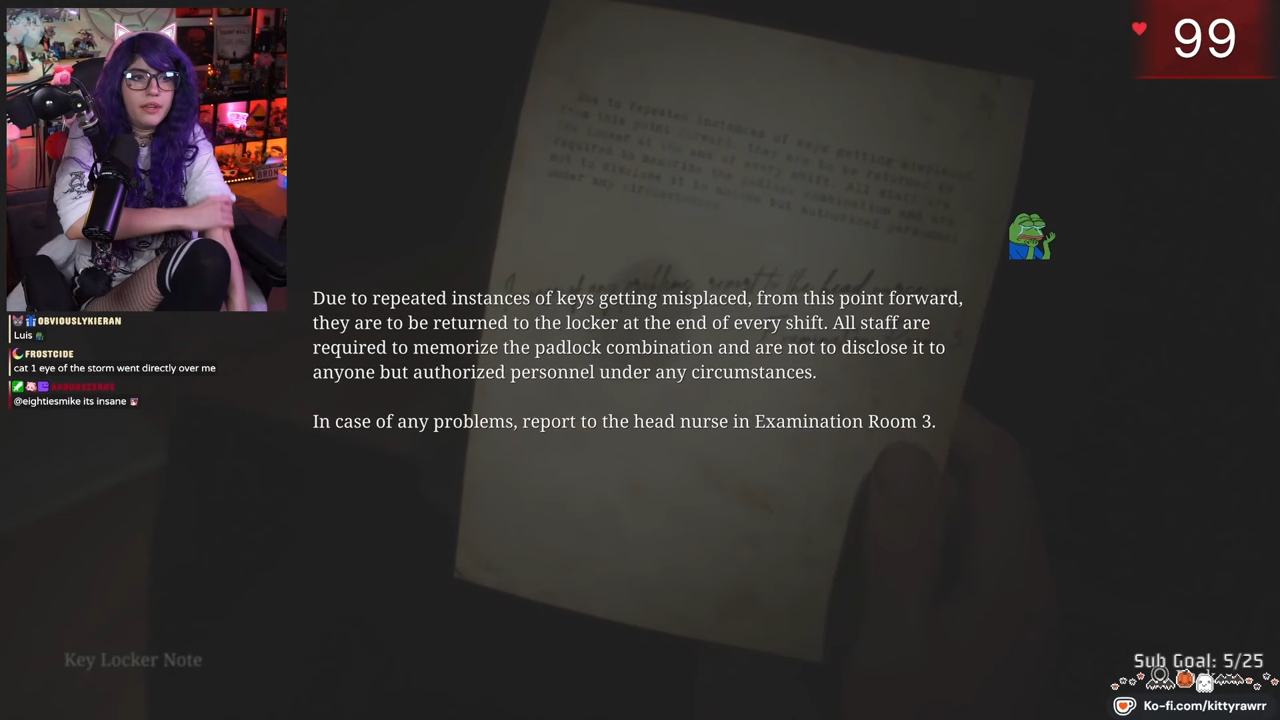 99
OBVIOUSLYKIERAN
Luis
FROSTCIDE
cat 1 eye of the storm went directly over me
@eightiesmike its insane
Due to repeated instances of keys getting misplaced, from this point forward,
they are to be returned to the locker at the end of every shift. All staff are
required to memorize the padlock combination and are not to disclose it to
anyone but authorized personnel under any circumstances.
In case of any problems, report to the head nurse in Examination Room 3.
Key Locker Note
Sub Goal: 5/25
Ko-fi.com/kittyrawrr